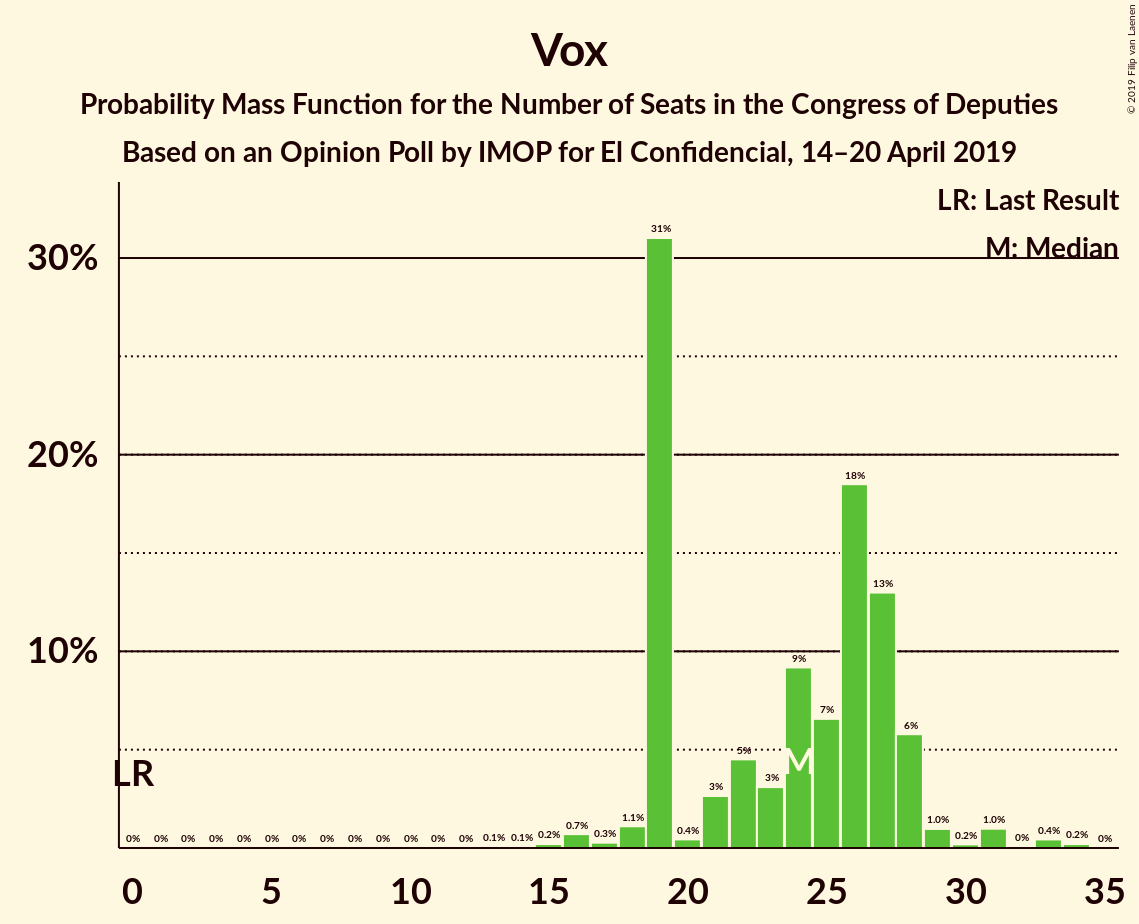 Vox
Probability Mass Function for the Number of Seats in the Congress of Deputies
Based on an Opinion Poll by IMOP for El Confidencial, 14–20 April 2019
© 2019 Filip van Laenen
LR: Last Result
M: Median
30%
20%
10%
LR
M
0% 0% 0% 0% 0% 0% 0% 0% 0% 0% 0% 0% 0% 0.1% 0.1% 0.2% 0.7% 0.3% 1.1% 31% 0.4% 3% 5% 3% 9% 7% 18% 13% 6% 1.0% 0.2% 1.0% 0% 0.4% 0.2% 0%
0 5 10 15 20 25 30 35